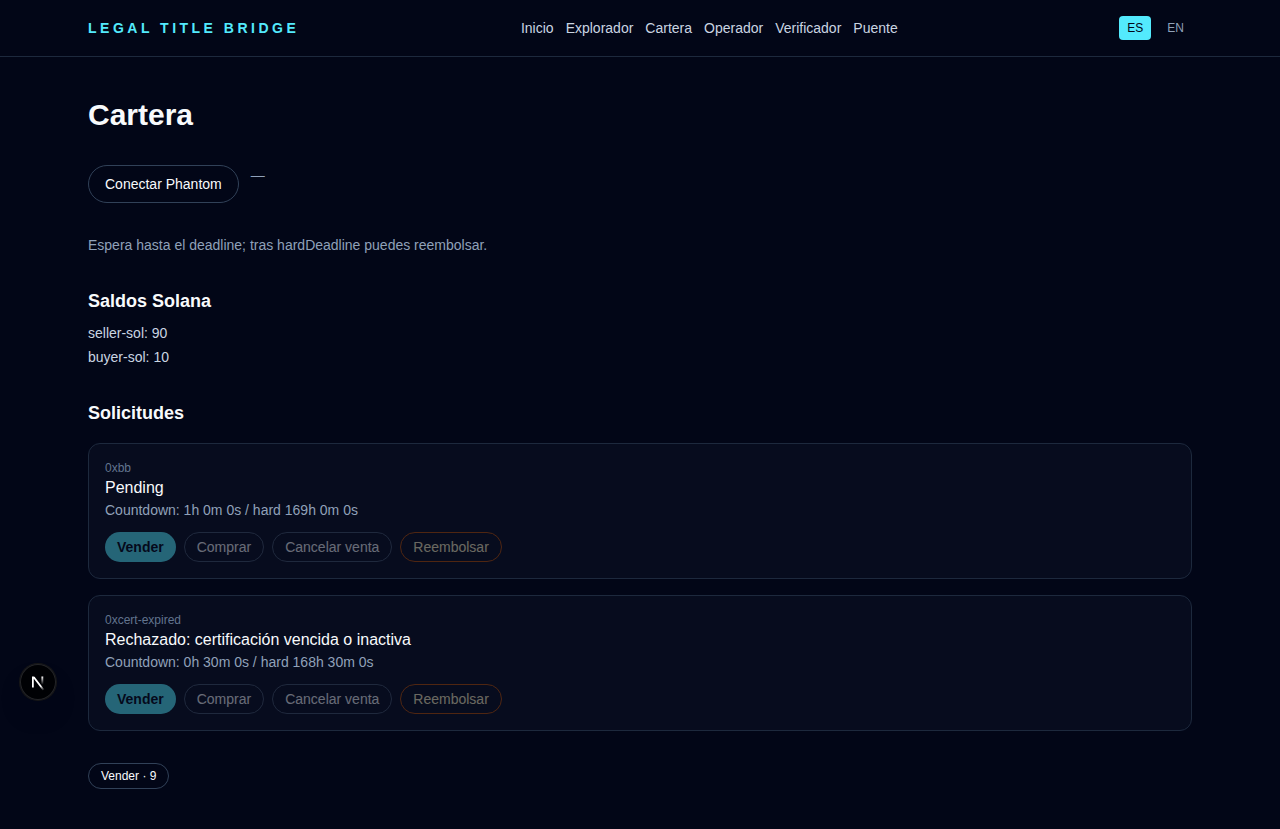 LEGAL TITLE BRIDGE
Inicio Explorador Cartera Operador Verificador Puente
ES EN
Cartera
Conectar Phantom —
Espera hasta el deadline; tras hardDeadline puedes reembolsar.
Saldos Solana
seller-sol: 90
buyer-sol: 10
Solicitudes
0xbb
Pending
Countdown: 1h 0m 0s / hard 169h 0m 0s
Vender Comprar Cancelar venta Reembolsar
0xcert-expired
Rechazado: certificación vencida o inactiva
Countdown: 0h 30m 0s / hard 168h 30m 0s
Vender Comprar Cancelar venta Reembolsar
Vender · 9